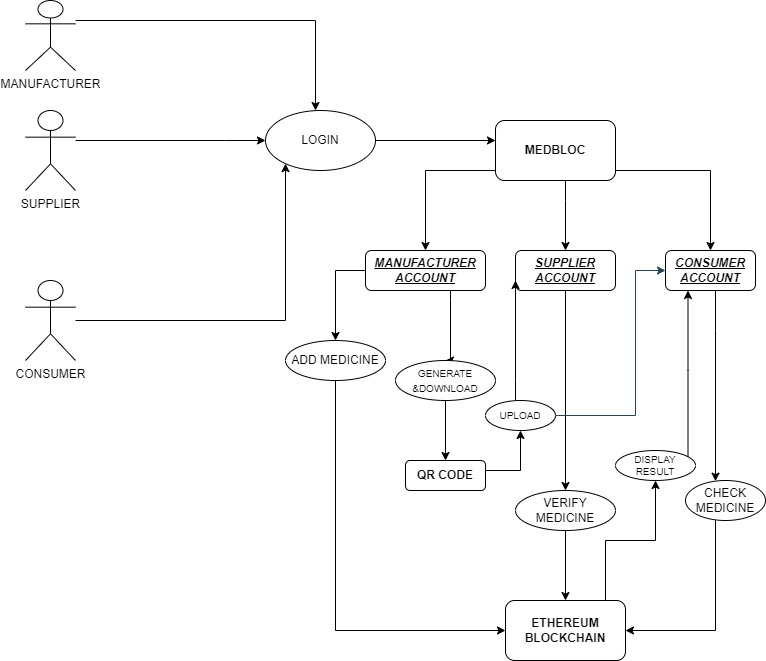 MANUFACTURER
LOGIN
MEDBLOC
SUPPLIER
MANUFACTURER
ACCOUNT
SUPPLIER
ACCOUNT
CONSUMER
ACCOUNT
CONSUMER
ADD MEDICINE
GENERATE
&DOWNLOAD
UPLOAD
QR CODE
DISPLAY
RESULT
VERIFY
MEDICINE
CHECK
MEDICINE
ETHEREUM
BLOCKCHAIN